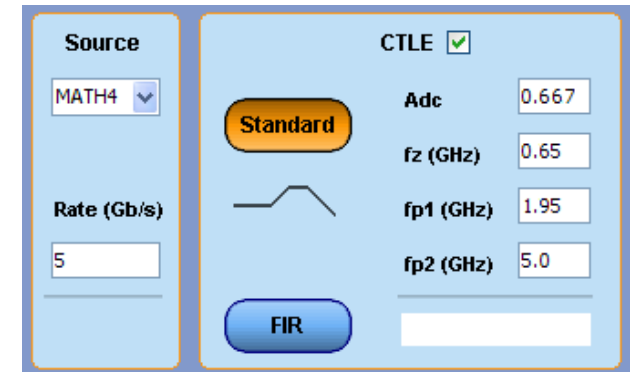 Source
MATH4
Rate (Gb/s)
5
CTLE
Standard
FIR
Adc 0.667
fz (GHz) 0.65
fp1 (GHz) 1.95
fp2 (GHz) 5.0